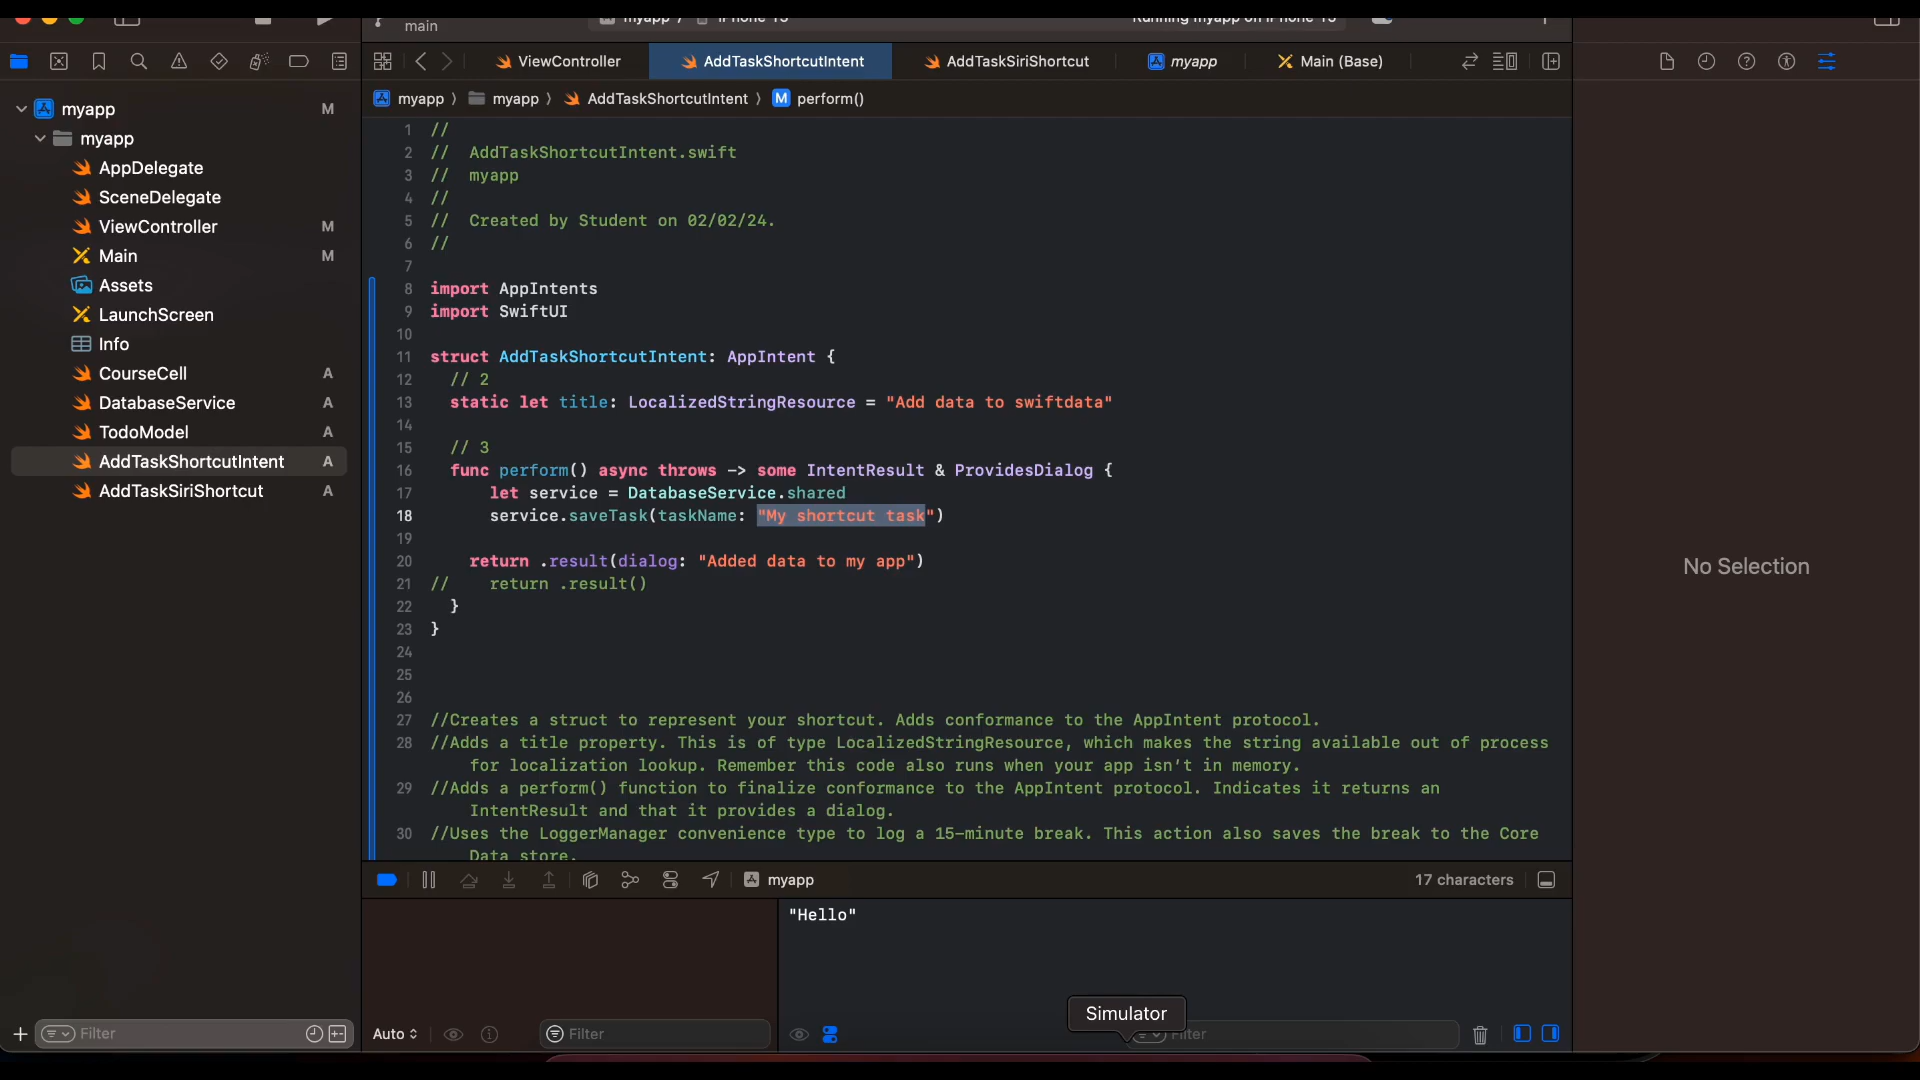 main
myapp
M
myapp
AppDelegate
SceneDelegate
ViewController M
Main M
Assets
LaunchScreen
Info
CourseCell A
DatabaseService A
TodoModel A
AddTaskShortcutIntent A
AddTaskSiriShortcut A
Filter
myapp
iPhone 15
Running myapp on iPhone 15
ViewController
AddTaskShortcutIntent
AddTaskSiriShortcut
myapp
Main (Base)
myapp 〉 myapp 〉 AddTaskShortcutIntent 〉 M perform()
1 //
2 //  AddTaskShortcutIntent.swift
3 //  myapp
4 //
5 //  Created by Student on 02/02/24.
6 //
7
8 import AppIntents
9 import SwiftUI
10
11 struct AddTaskShortcutIntent: AppIntent {
12   // 2
13   static let title: LocalizedStringResource = "Add data to swiftdata"
14
15   // 3
16   func perform() async throws -> some IntentResult & ProvidesDialog {
17       let service = DatabaseService.shared
18       service.saveTask(taskName: "My shortcut task")
19
20     return .result(dialog: "Added data to my app")
21 //    return .result()
22   }
23 }
24
25
26
27 //Creates a struct to represent your shortcut. Adds conformance to the AppIntent protocol.
28 //Adds a title property. This is of type LocalizedStringResource, which makes the string available out of process
for localization lookup. Remember this code also runs when your app isn’t in memory.
29 //Adds a perform() function to finalize conformance to the AppIntent protocol. Indicates it returns an
IntentResult and that it provides a dialog.
30 //Uses the LoggerManager convenience type to log a 15-minute break. This action also saves the break to the Core
Data store.
myapp
17 characters
"Hello"
Auto
Filter
Simulator
Filter
No Selection